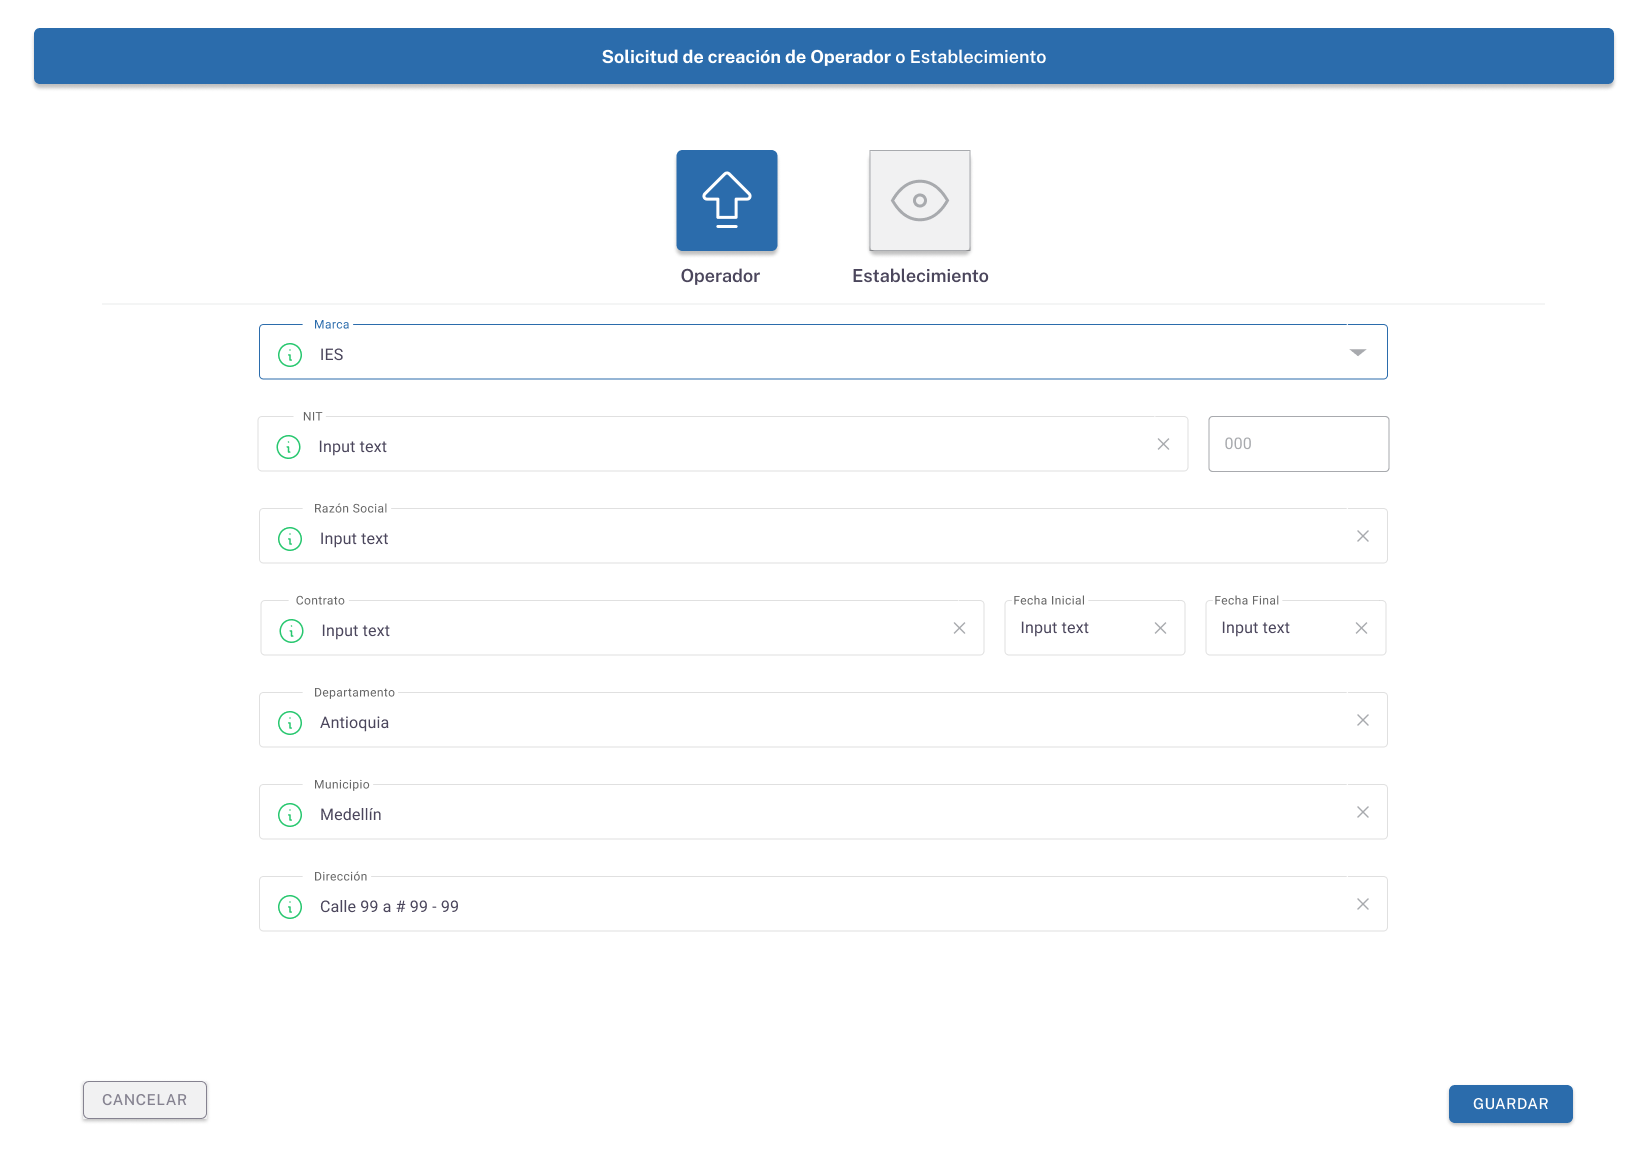 Solicitud de creación de Operador o Establecimiento
Operador
Establecimiento
Marca
IES
NIT
Input text
000
Razón Social
Input text
Contrato
Input text
Fecha Inicial
Input text
Fecha Final
Input text
Departamento
Antioquia
Municipio
Medellín
Dirección
Calle 99 a # 99 - 99
CANCELAR
GUARDAR